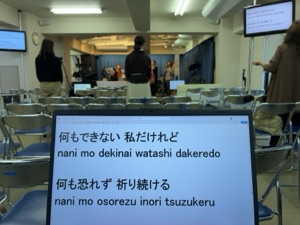 何もできない 私だけれど
nani mo dekinai watashi dakeredo
何も恐れず 祈り続ける
nani mo osorezu inori tsuzukeru